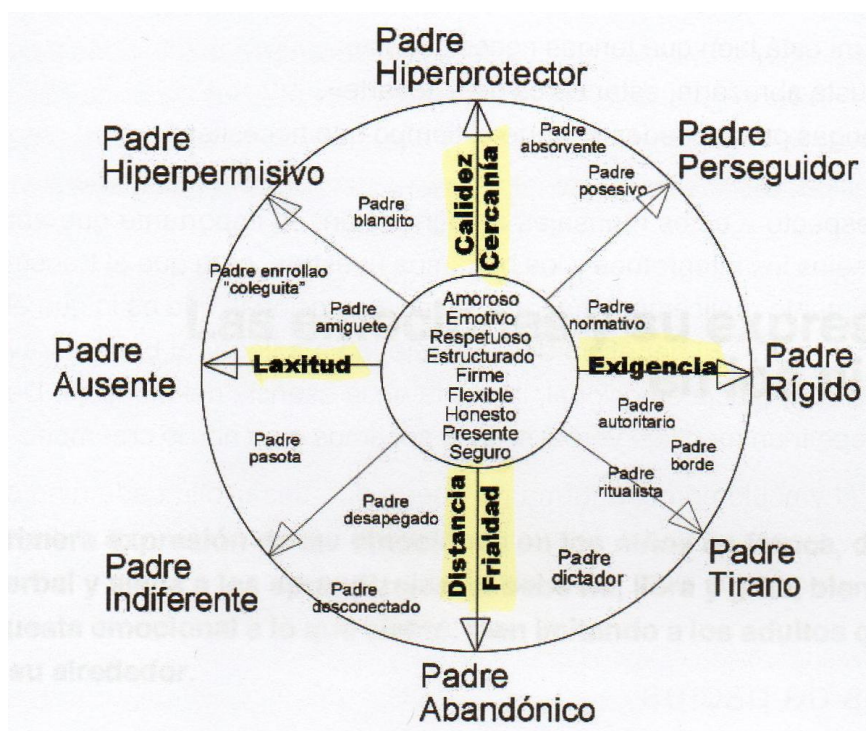 Padre
Hiperprotector
Padre
Hiperpermisivo
Padre
Perseguidor
Padre
absorvente
Padre
posesivo
Calidez
Cercanía
Padre
blandito
Padre enrrollao
"coleguita"
Padre
amiguete
Padre
normativo
Amoroso
Emotivo
Respetuoso
Estructurado
Firme
Flexible
Honesto
Presente
Seguro
Padre
Ausente
Laxitud
Exigencia
Padre
Rígido
Padre
pasota
Padre
autoritario
Padre
borde
Padre
ritualista
Padre
desapegado
Distancia
Frialdad
Padre
Indiferente
Padre
desconectado
Padre
dictador
Padre
Tirano
Padre
Abandónico
su alrededor.